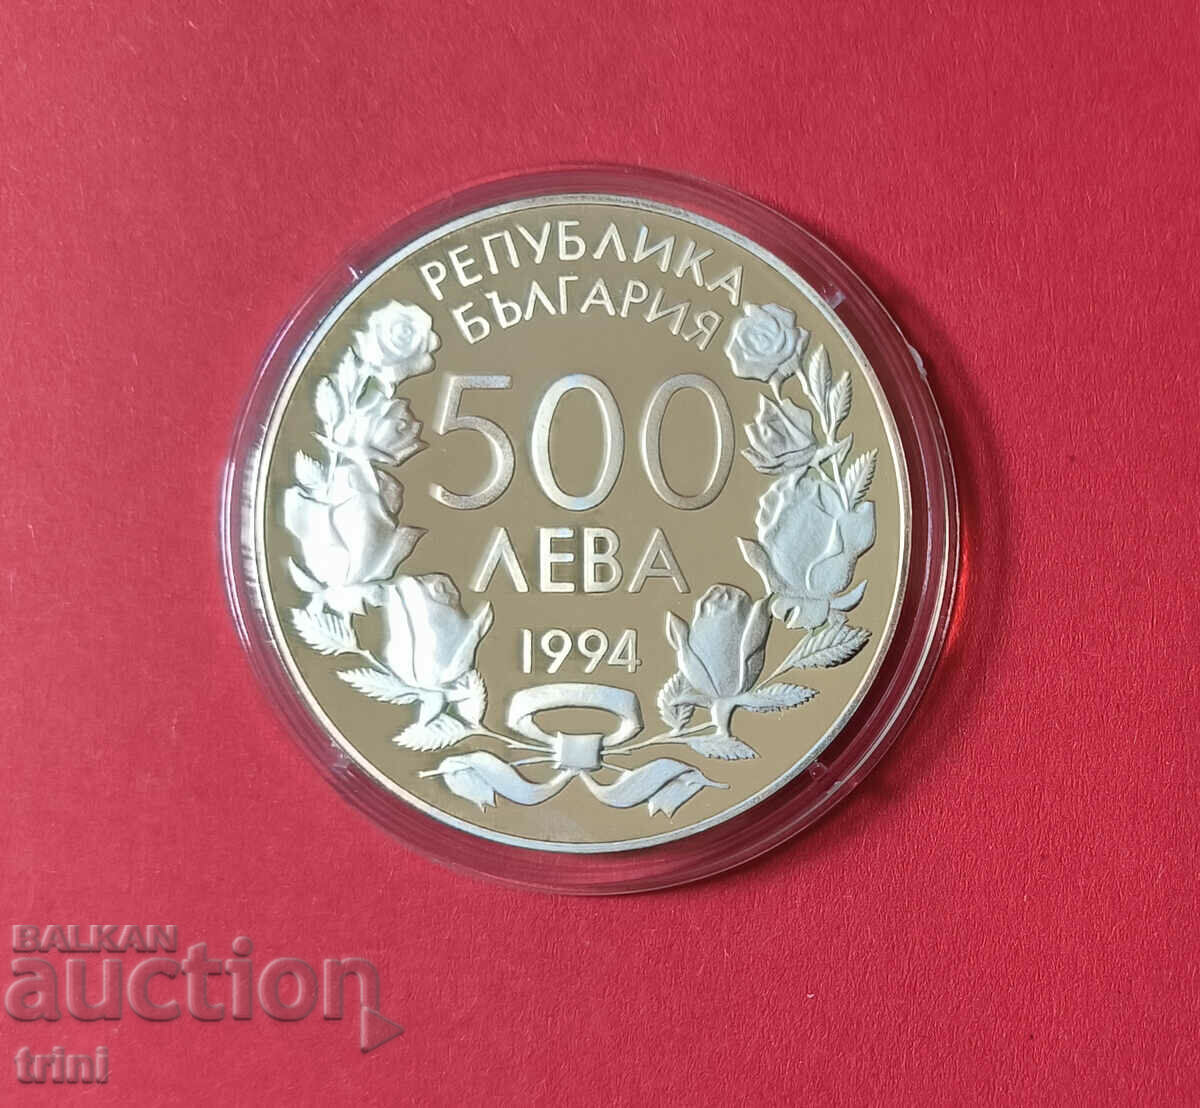 РЕПУБЛИКА
БЪЛГАРИЯ
500
ЛЕВА
1994
BALKAN
auction
trini